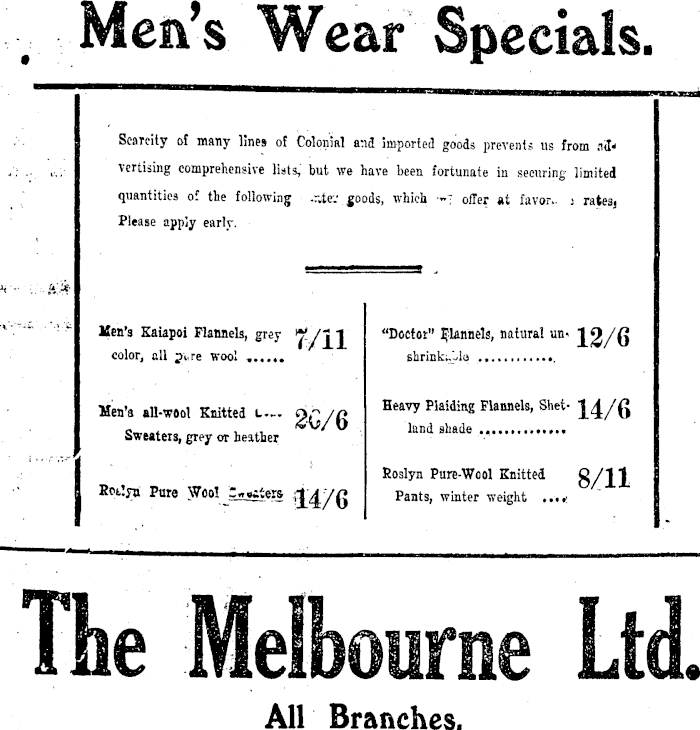 Men's Wear Specials.
Scarcity of many lines of Colonial and imported goods prevents us from ad-
vertising comprehensive lists, but we have been fortunate in securing limited
quantities of the following goods, which offer at rates,
Please apply early.
Men's Kaiapoi Flannels, grey 7/11
color, all pure wool ......
Men's all-wool Knitted 26/6
Sweaters, grey or heather
Roslyn Pure Wool Sweaters 14/6
"Doctor" Flannels, natural un- 12/6
shrinkable ............
Heavy Plaiding Flannels, Shet- 14/6
land shade ..............
Roslyn Pure-Wool Knitted 8/11
Pants, winter weight ....
The Melbourne Ltd.
All Branches.